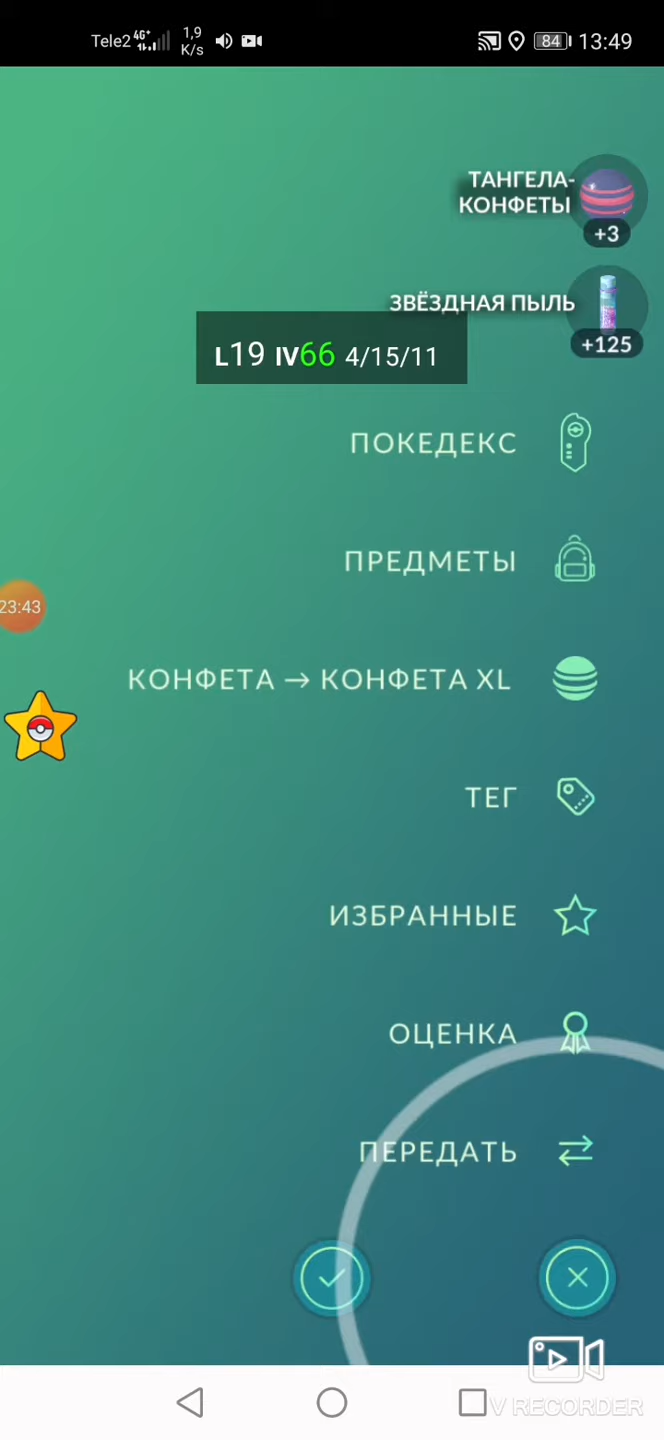 Tele2 4G+ 1,9 K/s 84 13:49
ТАНГЕЛА-
КОНФЕТЫ
+3
ЗВЁЗДНАЯ ПЫЛЬ
+125
L19 IV66 4/15/11
ПОКЕДЕКС
ПРЕДМЕТЫ
23:43
КОНФЕТА → КОНФЕТА XL
ТЕГ
ИЗБРАННЫЕ
ОЦЕНКА
ПЕРЕДАТЬ
V RECORDER